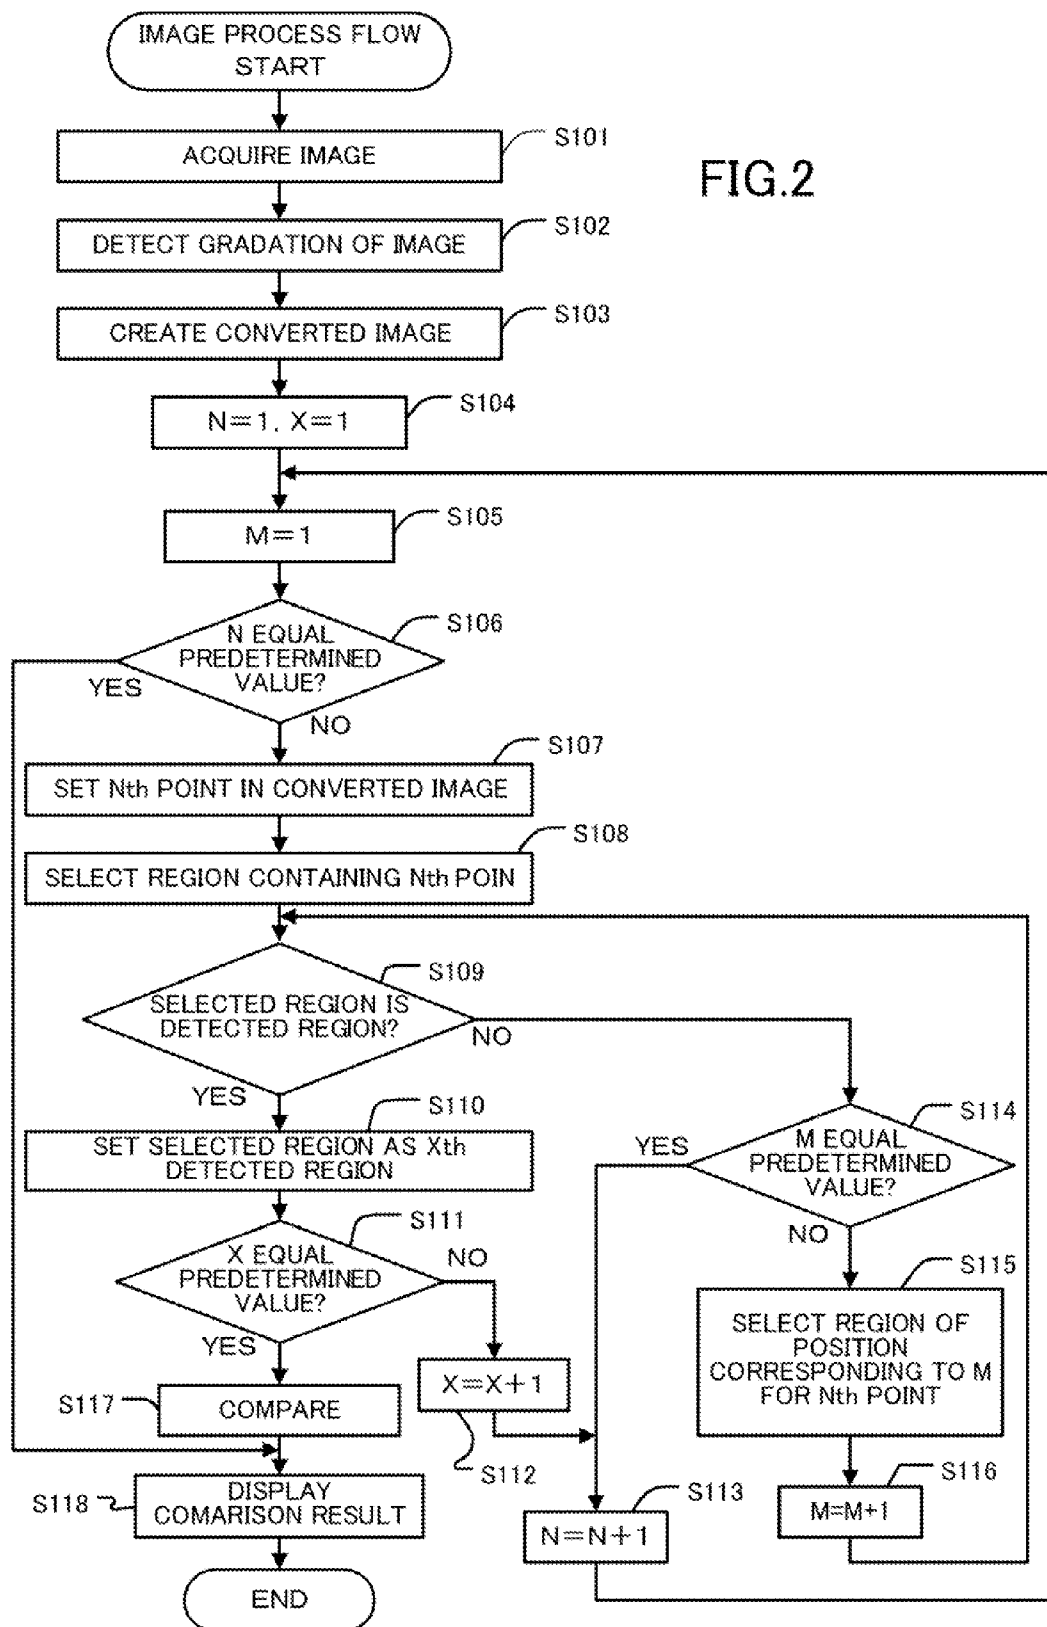 IMAGE PROCESS FLOW
START
S101
ACQUIRE IMAGE
FIG.2
S102
DETECT GRADATION OF IMAGE
S103
CREATE CONVERTED IMAGE
S104
N=1, X=1
S105
M=1
S106
N EQUAL
PREDETERMINED
VALUE?
YES
NO
S107
SET Nth POINT IN CONVERTED IMAGE
S108
SELECT REGION CONTAINING Nth POIN
S109
SELECTED REGION IS
DETECTED REGION?
NO
YES
S110
SET SELECTED REGION AS Xth
DETECTED REGION
S114
M EQUAL
PREDETERMINED
VALUE?
YES
NO
S111
X EQUAL
PREDETERMINED
VALUE?
NO
YES
S115
SELECT REGION OF
POSITION
CORRESPONDING TO M
FOR Nth POINT
X=X+1
S112
S117
COMPARE
S116
M=M+1
S118
DISPLAY
COMARISON RESULT
S113
N=N+1
END